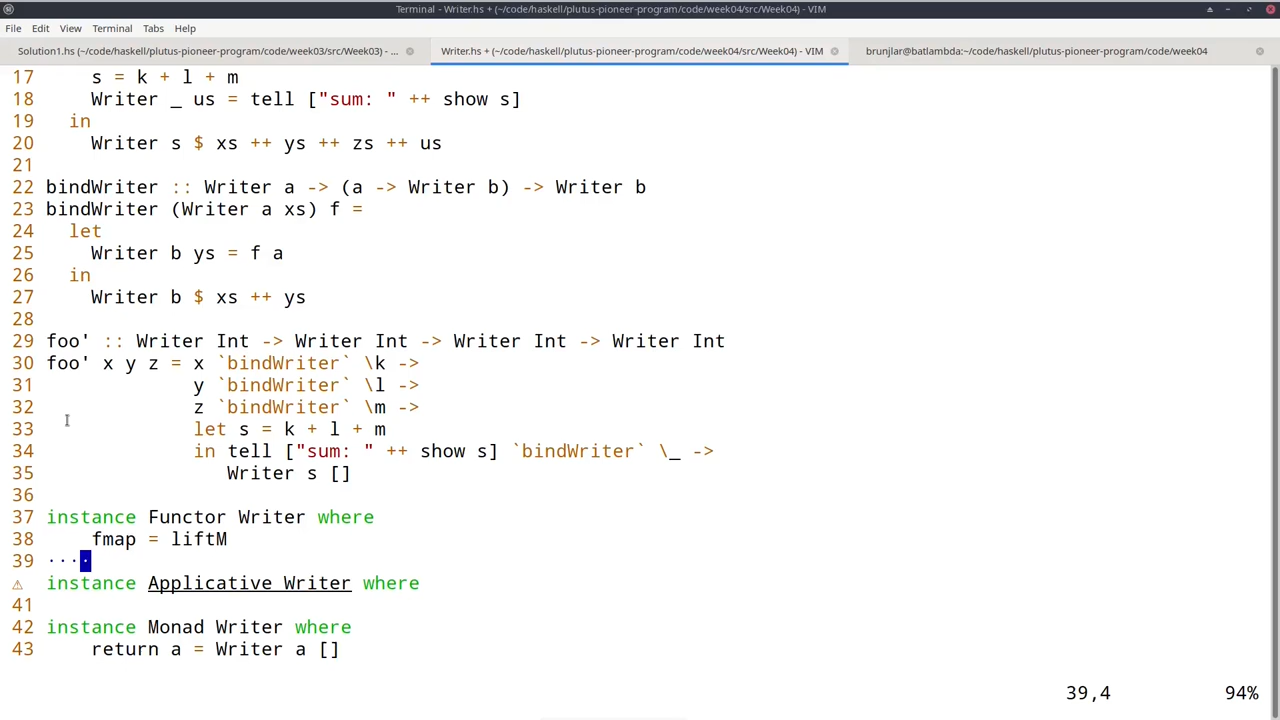 Terminal - Writer.hs + (~/code/haskell/plutus-pioneer-program/code/week04/src/Week04) - VIM
File Edit View Terminal Tabs Help
Solution1.hs (~/code/haskell/plutus-pioneer-program/code/week03/src/Week03) - ... Writer.hs + (~/code/haskell/plutus-pioneer-program/code/week04/src/Week04) - VIM brunjlar@batlambda:~/code/haskell/plutus-pioneer-program/code/week04
17     s = k + l + m
18     Writer _ us = tell ["sum: " ++ show s]
19   in
20     Writer s $ xs ++ ys ++ zs ++ us
21
22 bindWriter :: Writer a -> (a -> Writer b) -> Writer b
23 bindWriter (Writer a xs) f =
24   let
25     Writer b ys = f a
26   in
27     Writer b $ xs ++ ys
28
29 foo' :: Writer Int -> Writer Int -> Writer Int -> Writer Int
30 foo' x y z = x `bindWriter` \k ->
31              y `bindWriter` \l ->
32              z `bindWriter` \m ->
33              let s = k + l + m
34              in tell ["sum: " ++ show s] `bindWriter` \_ ->
35                 Writer s []
36
37 instance Functor Writer where
38     fmap = liftM
39 ····
⚠ instance Applicative Writer where
41
42 instance Monad Writer where
43     return a = Writer a []
39,4 94%